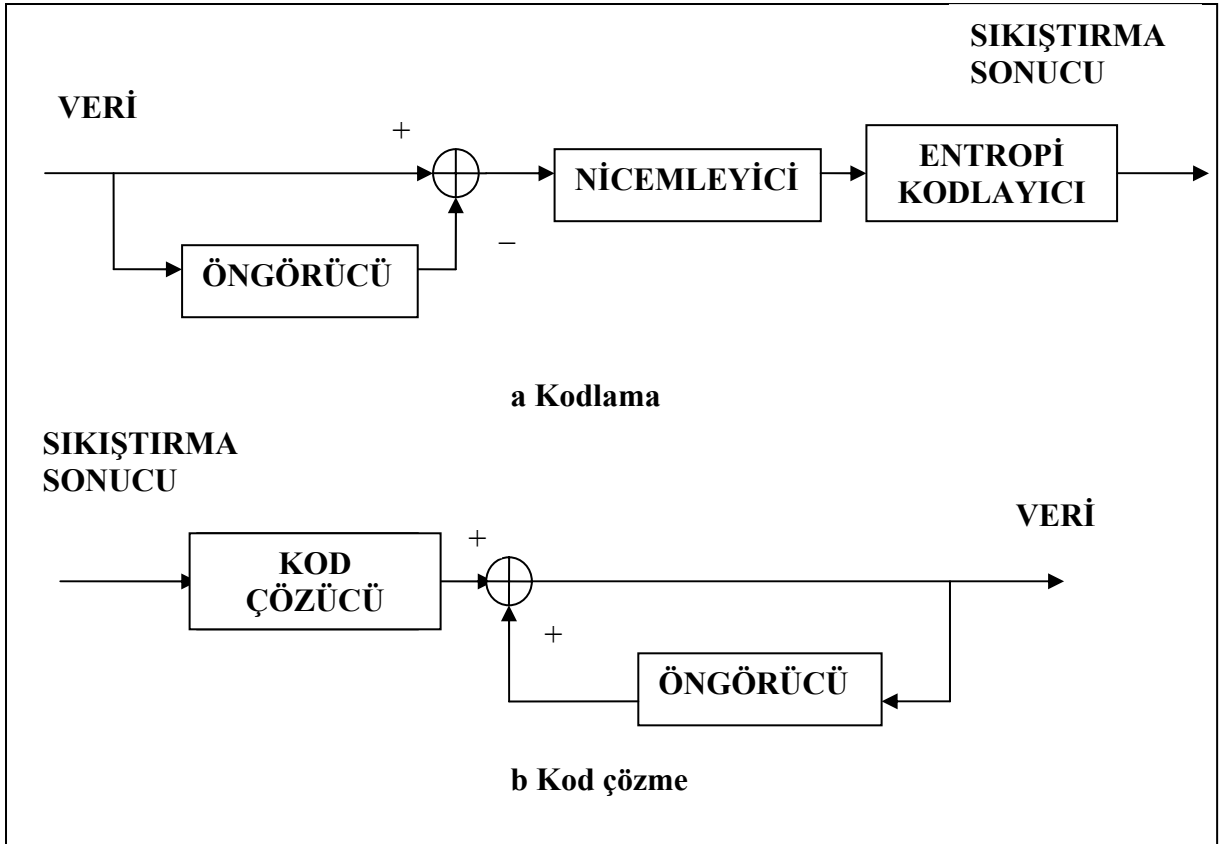 SIKIŞTIRMA
SONUCU
VERİ
+
NİCEMLEYİCİ
ENTROPİ
KODLAYICI
−
ÖNGÖRÜCÜ
a Kodlama
SIKIŞTIRMA
SONUCU
VERİ
+
KOD
ÇÖZÜCÜ
+
ÖNGÖRÜCÜ
b Kod çözme